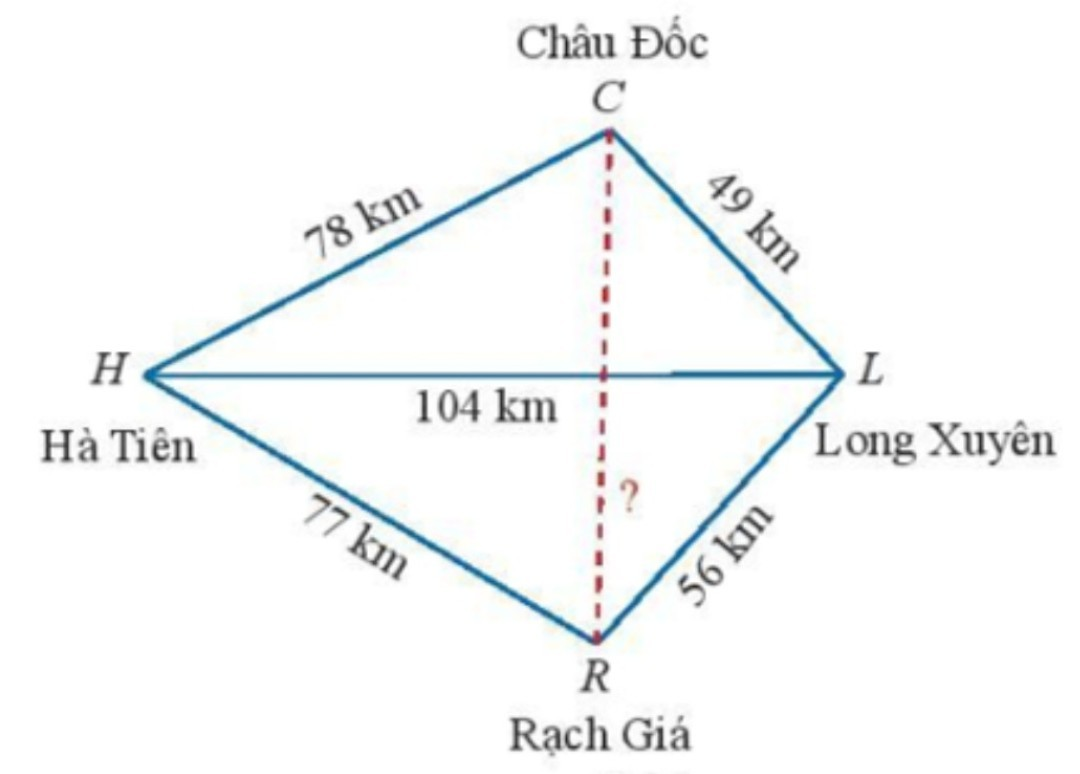 Châu Đốc
C
78 km
49 km
H
L
104 km
Hà Tiên
Long Xuyên
?
77 km
56 km
R
Rạch Giá